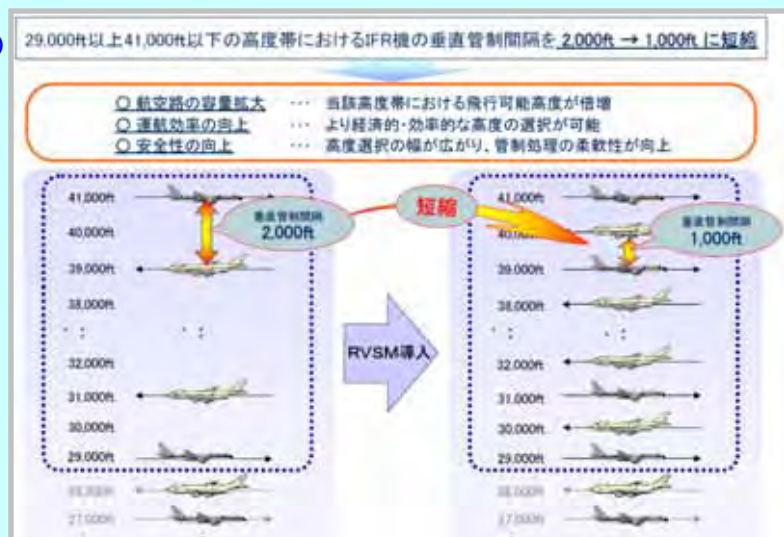 29,000ft以上41,000ft以下の高度帯におけるIFR機の垂直管制間隔を 2,000ft → 1,000ft に短縮
○ 航空路の容量拡大 … 当該高度帯における飛行可能高度が倍増
○ 運航効率の向上 … より経済的・効率的な高度の選択が可能
○ 安全性の向上 … 高度選択の幅が広がり、管制処理の柔軟性が向上
41,000ft
40,000ft
39,000ft
38,000ft
32,000ft
31,000ft
30,000ft
29,000ft
28,000ft
27,000ft
垂直管制間隔
2,000ft
短縮
RVSM導入
41,000ft
40,000ft
39,000ft
38,000ft
32,000ft
31,000ft
30,000ft
29,000ft
28,000ft
27,000ft
垂直管制間隔
1,000ft